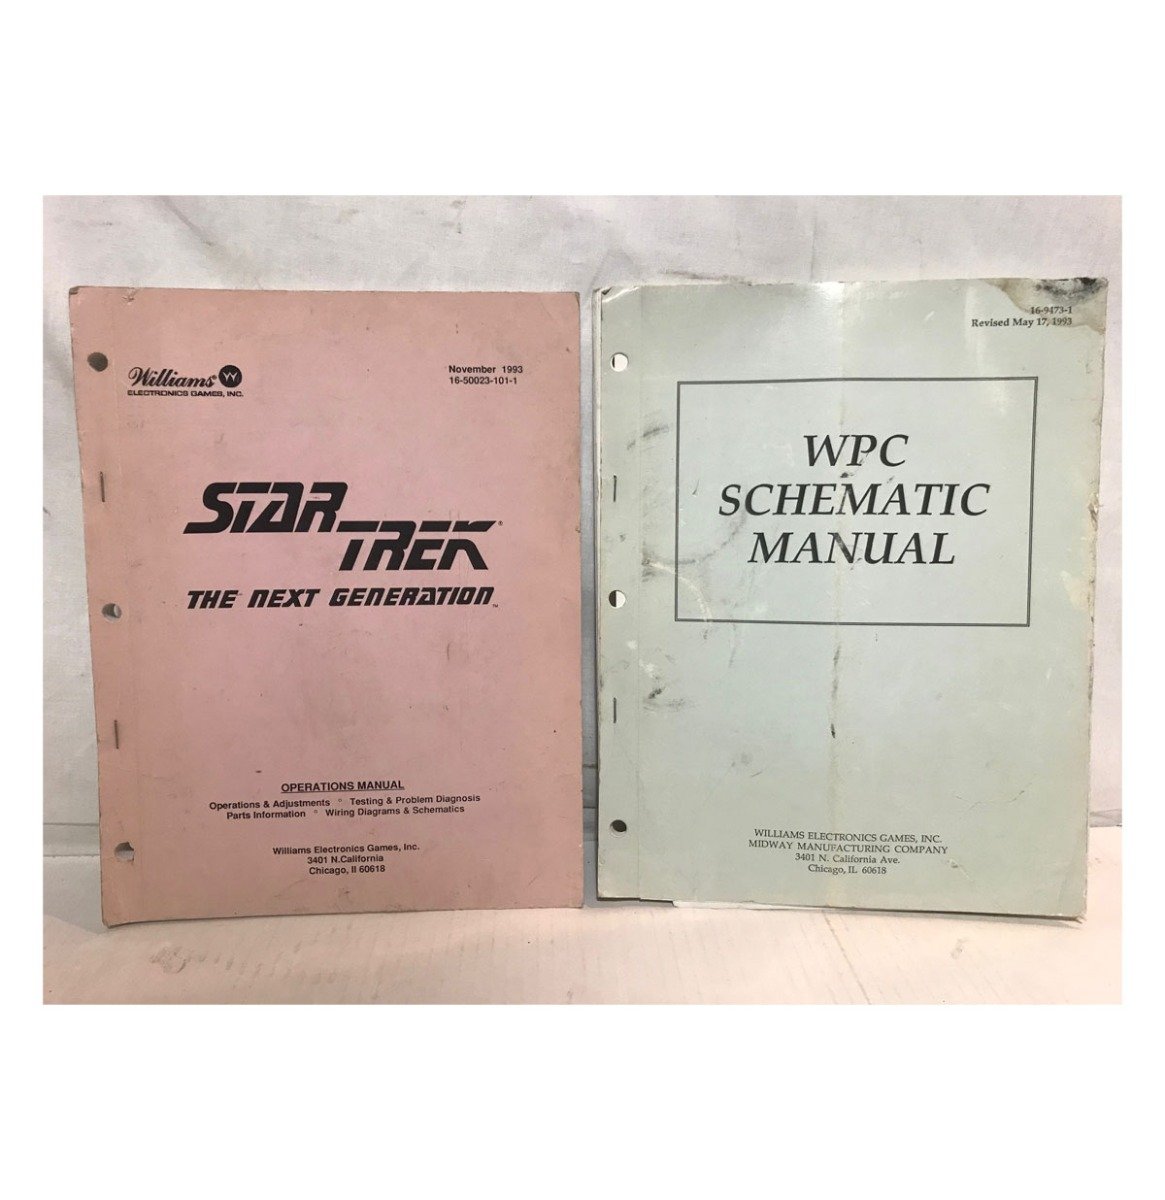 Williams
ELECTRONICS GAMES, INC.
November 1993
16-50023-101-1
STAR
TREK®
THE NEXT GENERATION™
OPERATIONS MANUAL
Operations & Adjustments ° Testing & Problem Diagnosis
Parts Information ° Wiring Diagrams & Schematics
Williams Electronics Games, Inc.
3401 N.California
Chicago, Il 60618
16-9473-1
Revised May 17, 1993
WPC
SCHEMATIC
MANUAL
WILLIAMS ELECTRONICS GAMES, INC.
MIDWAY MANUFACTURING COMPANY
3401 N. California Ave.
Chicago, IL 60618